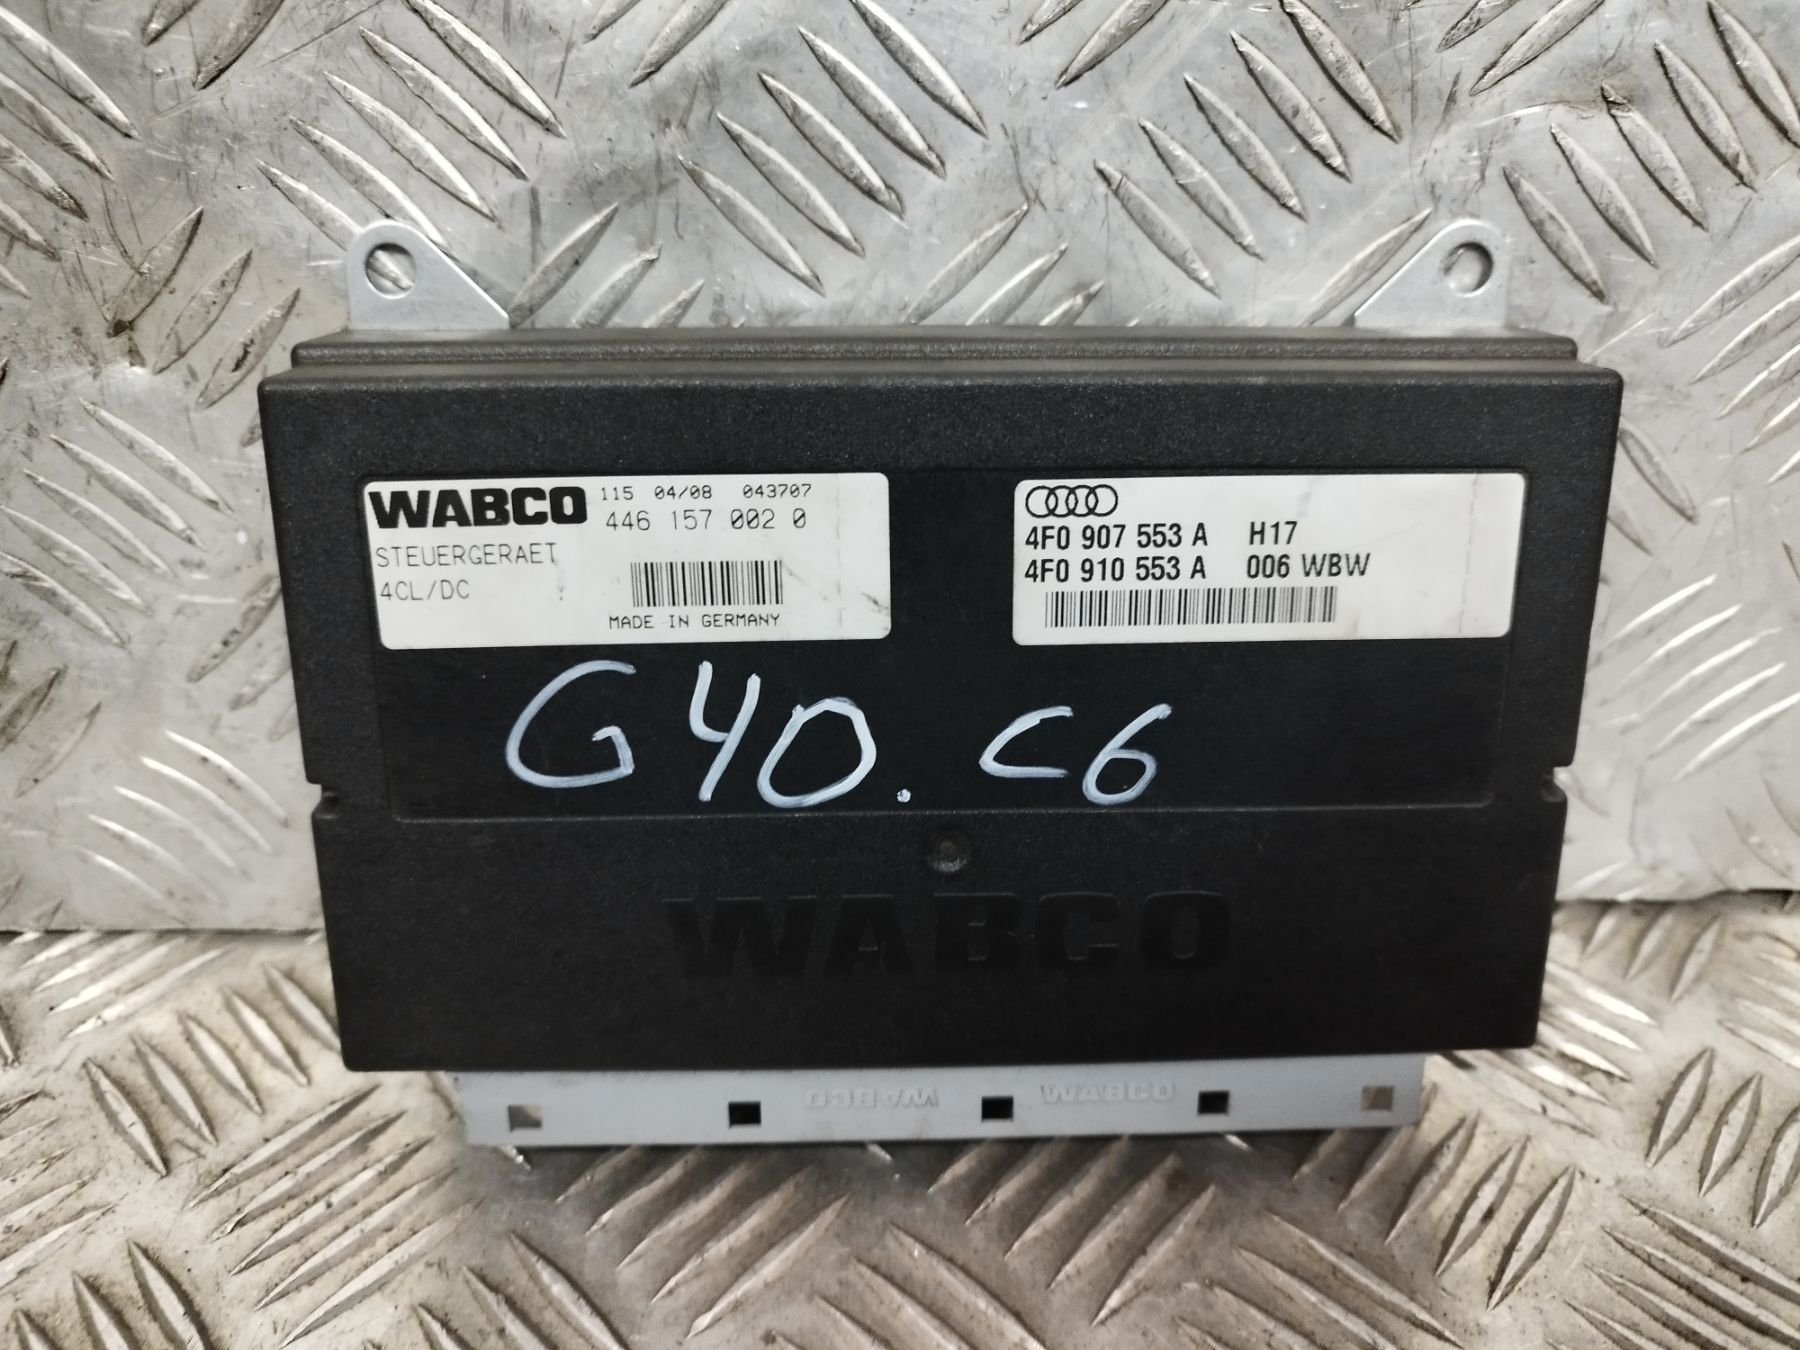 WABCO 115 04/08 043707
446 157 002 0
STEUERGERAET
4CL/DC
MADE IN GERMANY
4F0 907 553 A H17
4F0 910 553 A 006 WBW
G40. C6
WABCO
WABCO WABCO